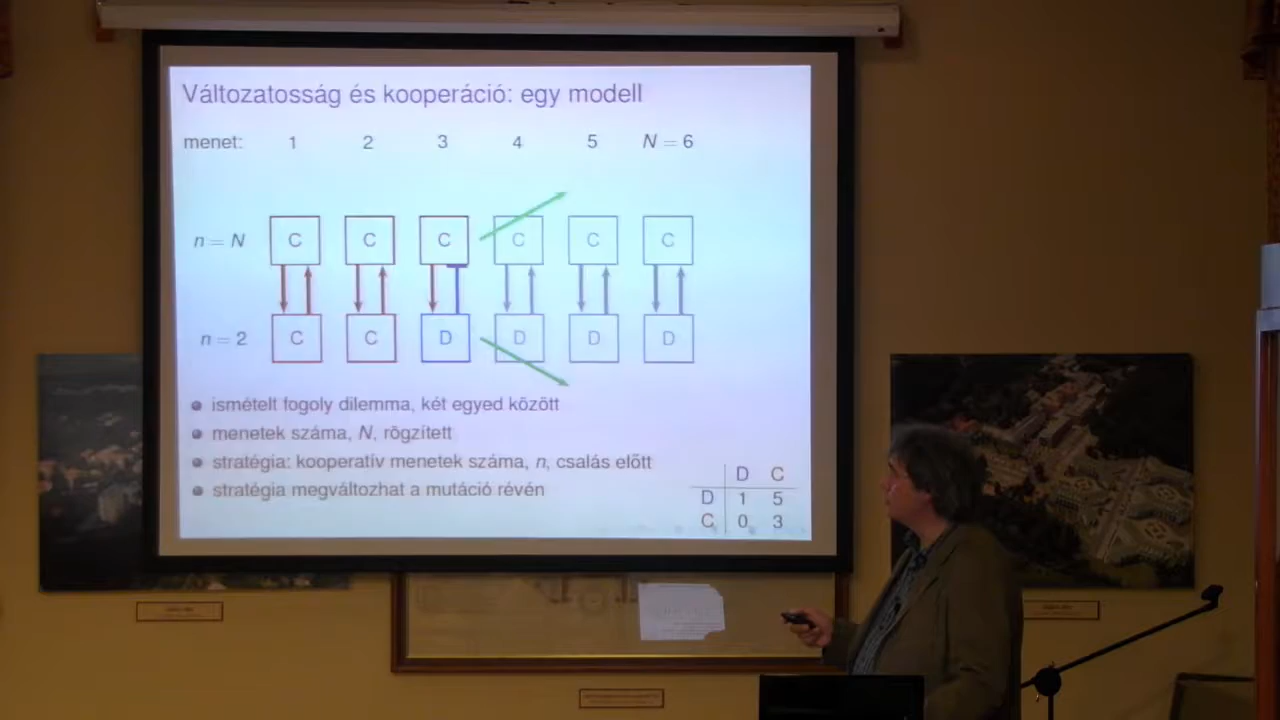 Változatosság és kooperáció: egy modell
menet: 1 2 3 4 5 N = 6
n = N C C C C C C
n = 2 C C D D D D
ismételt fogoly dilemma, két egyed között
menetek száma, N, rögzített
stratégia: kooperatív menetek száma, n, csalás előtt
stratégia megváltozhat a mutáció révén
D C
D 1 5
C 0 3